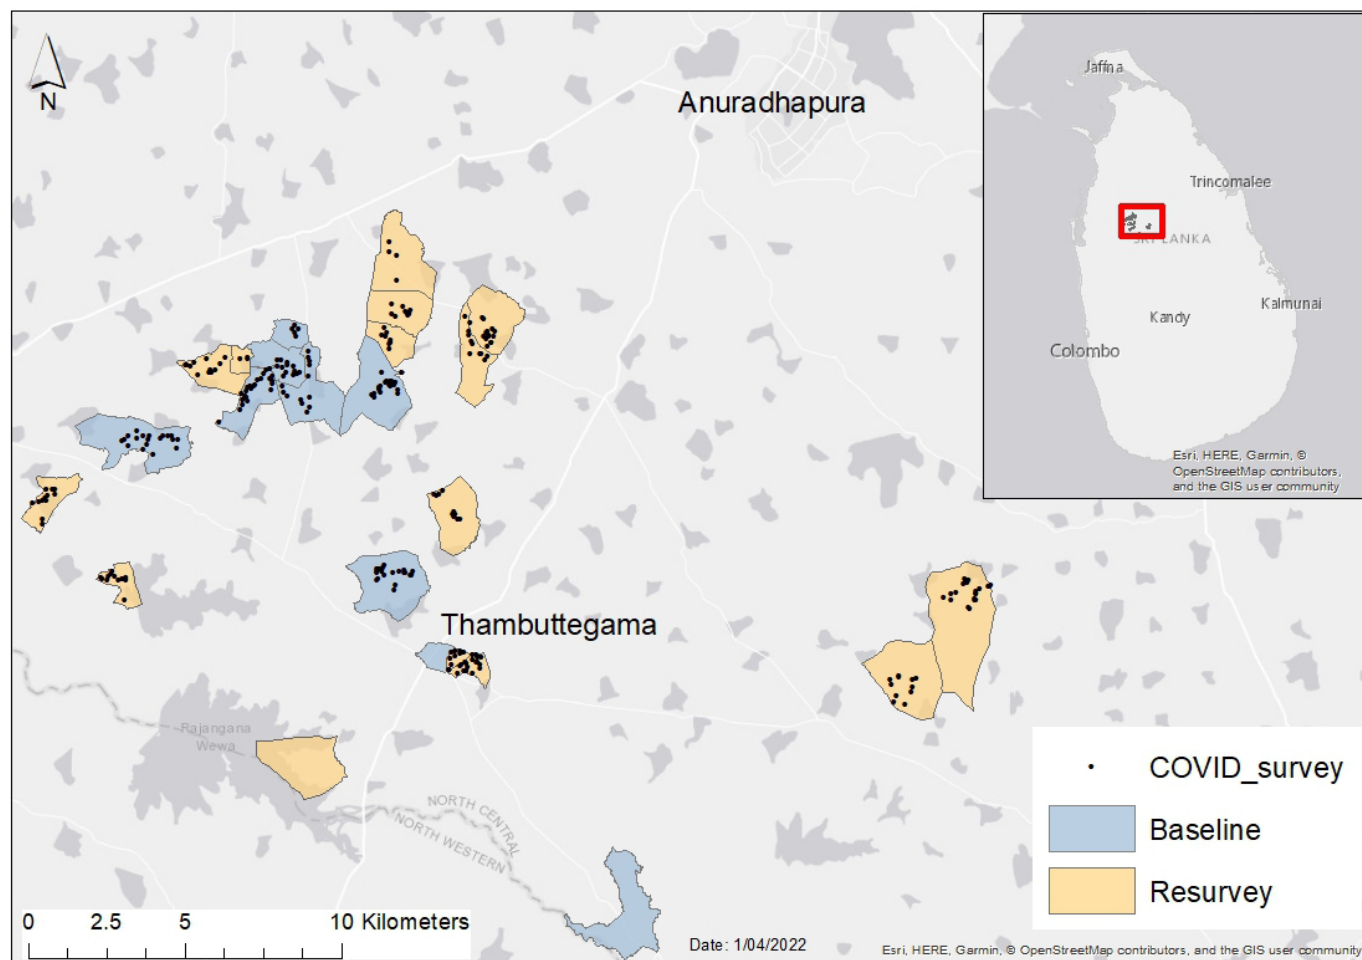 N
Anuradhapura
Jaffna
Trincomalee
SRI LANKA
Kalmunai
Kandy
Colombo
Esri, HERE, Garmin, ©
OpenStreetMap contributors,
and the GIS user community
Thambuttegama
Rajangana
Wewa
NORTH CENTRAL
NORTH WESTERN
COVID_survey
Baseline
Resurvey
0 2.5 5 10 Kilometers
Date: 1/04/2022
Esri, HERE, Garmin, © OpenStreetMap contributors, and the GIS user community